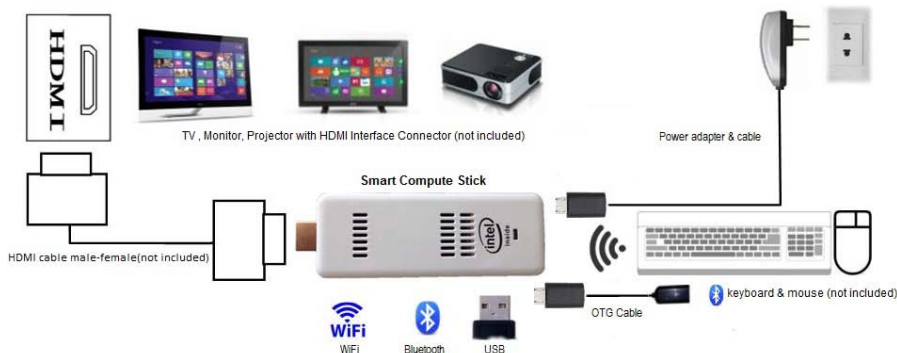 HDMI
TV , Monitor, Projector with HDMI Interface Connector (not included)
Power adapter & cable
Smart Compute Stick
intel
inside
HDMI cable male-female(not included)
keyboard & mouse (not included)
OTG Cable
WiFi
WiFi
Bluetooth
USB